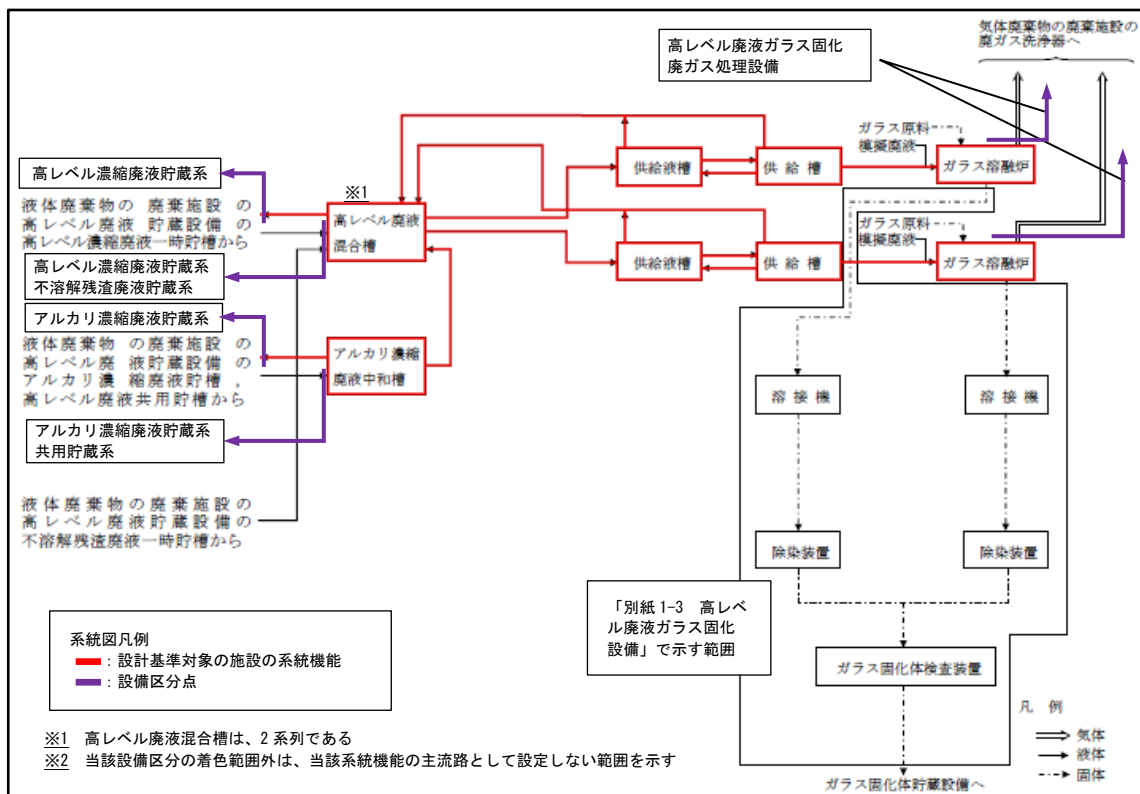 気体廃棄物の廃棄施設の
廃ガス洗浄器へ
高レベル廃液ガラス固化
廃ガス処理設備
ガラス原料
模擬廃液
供給液槽
供給槽
ガラス溶融炉
高レベル濃縮廃液貯蔵系
※1
液体廃棄物の廃棄施設の
高レベル廃液貯蔵設備の
高レベル濃縮廃液一時貯槽から
高レベル廃液
混合槽
ガラス原料
模擬廃液
供給液槽
供給槽
ガラス溶融炉
高レベル濃縮廃液貯蔵系
不溶解残渣廃液貯蔵系
アルカリ濃縮廃液貯蔵系
液体廃棄物の廃棄施設の
高レベル廃液貯蔵設備の
アルカリ濃縮廃液貯槽，
高レベル廃液共用貯槽から
アルカリ濃縮
廃液中和槽
アルカリ濃縮廃液貯蔵系
共用貯蔵系
液体廃棄物の廃棄施設の
高レベル廃液貯蔵設備の
不溶解残渣廃液一時貯槽から
溶接機
溶接機
除染装置
除染装置
「別紙1-3 高レベ
ル廃液ガラス固化
設備」で示す範囲
ガラス固化体検査装置
ガラス固化体貯蔵設備へ
系統図凡例
：設計基準対象の施設の系統機能
：設備区分点
※1 高レベル廃液混合槽は、2系列である
※2 当該設備区分の着色範囲外は、当該系統機能の主流路として設定しない範囲を示す
凡例
気体
液体
固体